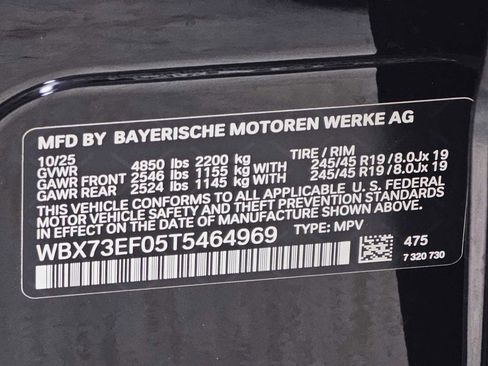 MFD BY BAYERISCHE MOTOREN WERKE AG
10/25 TIRE / RIM
GVWR 4850 lbs 2200 kg
GAWR FRONT 2546 lbs 1155 kg 245/45 R19 /8.0Jx 19
GAWR REAR 2524 lbs 1145 kg 245/45 R19 /8.0Jx 19
THIS VEHICLE CONFORMS TO ALL APPLICABLE U. S. FEDERAL
MOTOR VEHICLE SAFETY AND THEFT PREVENTION STANDARDS
IN EFFECT ON THE DATE OF MANUFACTURE SHOWN ABOVE.
WBX73EF05T5464969 TYPE: MPV
475
7 320 730